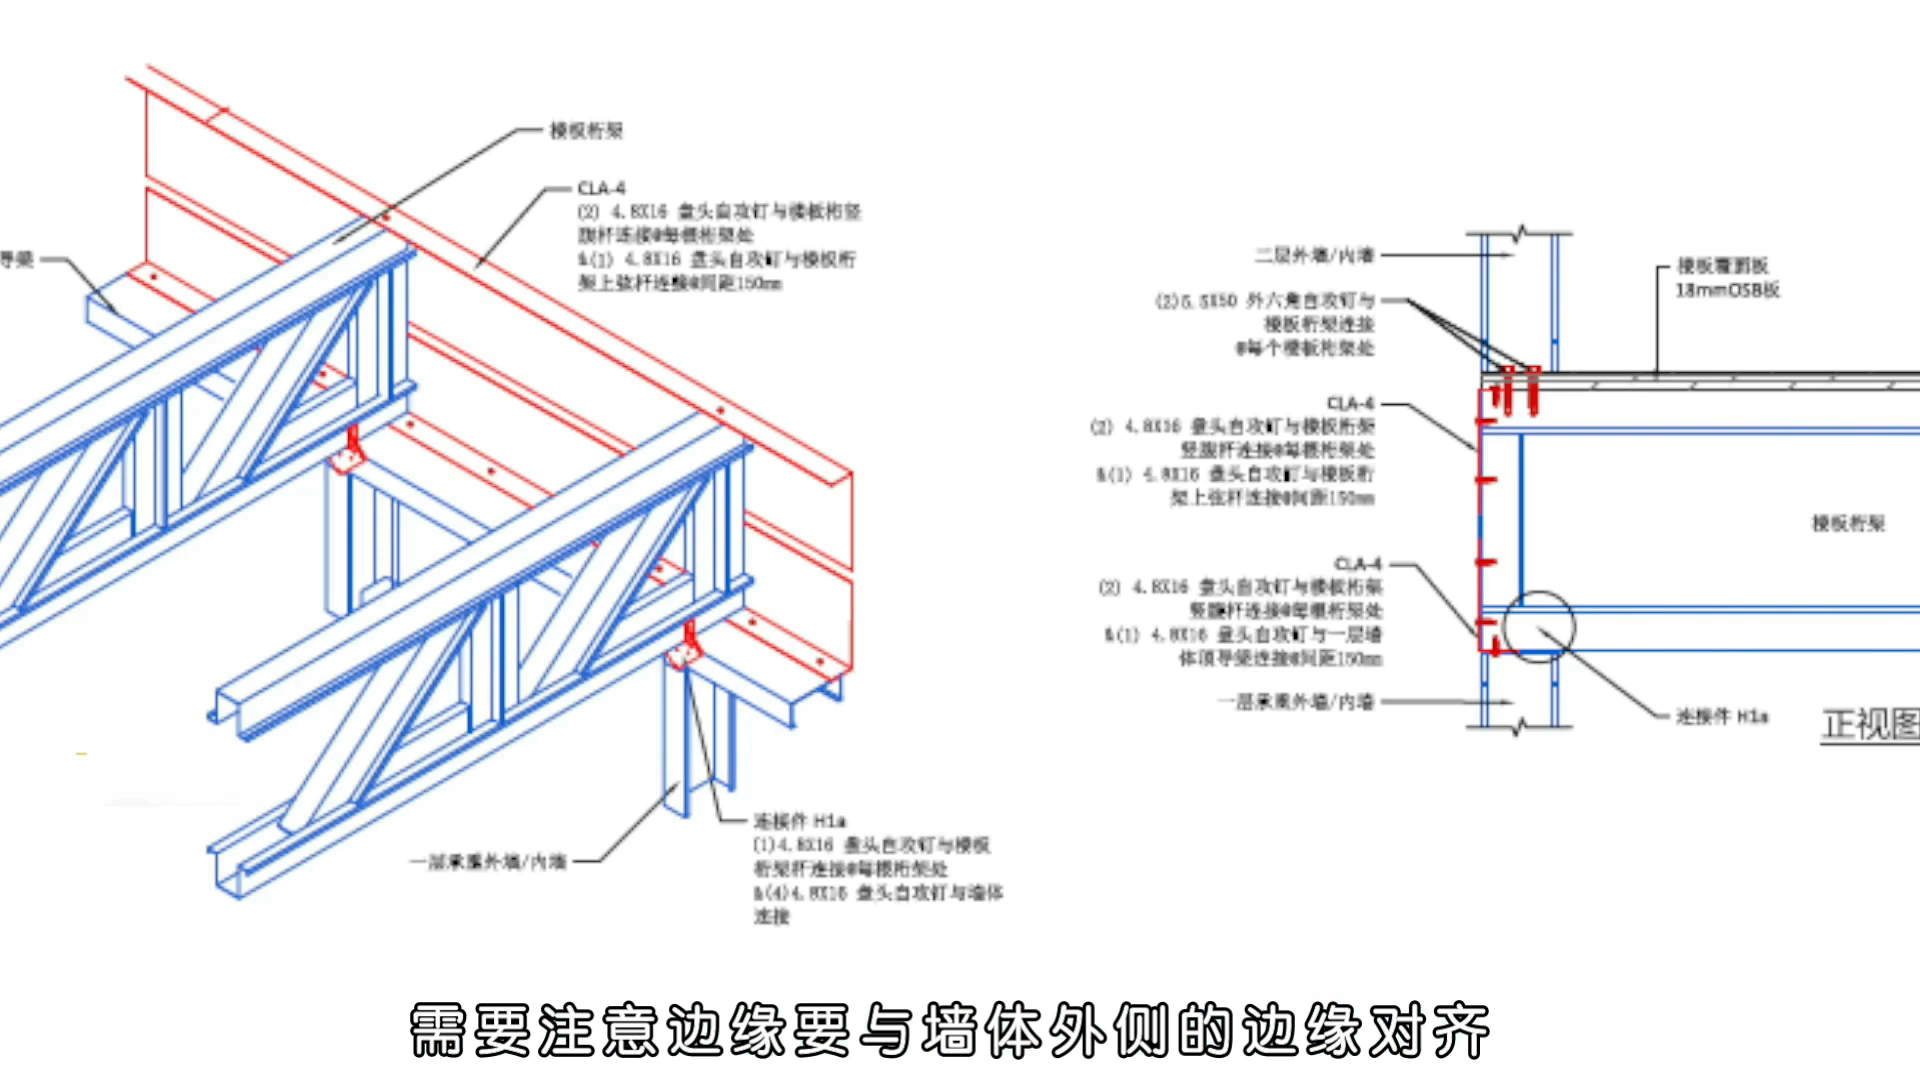 楼板桁架
CLA-4
(2) 4.8X16 盘头自攻钉与楼板桁竖
腹杆连接@每榀桁架处
&(1) 4.8X16 盘头自攻钉与楼板桁
架上弦杆连接@间距150mm
导梁
一层承重外墙/内墙
连接件 H1a
(1)4.8X16 盘头自攻钉与楼板
桁架杆连接@每榀桁架处
&(4)4.8X16 盘头自攻钉与墙体
连接
二层外墙/内墙
(2)5.5X50 外六角自攻钉与
楼板桁架连接
@每个楼板桁架处
楼板覆面板
18mmOSB板
CLA-4
(2) 4.8X16 盘头自攻钉与楼板桁架
竖腹杆连接@每榀桁架处
&(1) 4.8X16 盘头自攻钉与楼板桁
架上弦杆连接@间距150mm
楼板桁架
CLA-4
(2) 4.8X16 盘头自攻钉与楼板桁架
竖腹杆连接@每榀桁架处
&(1) 4.8X16 盘头自攻钉与一层墙
体顶导梁连接@间距150mm
一层承重外墙/内墙
连接件 H1a
正视图
需要注意边缘要与墙体外侧的边缘对齐